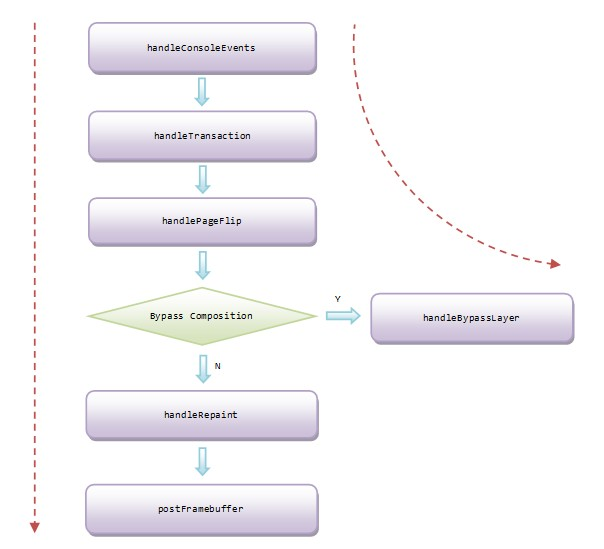 handleConsoleEvents
handleTransaction
handlePageFlip
Bypass Composition
Y
handleBypassLayer
N
handleRepaint
postFramebuffer